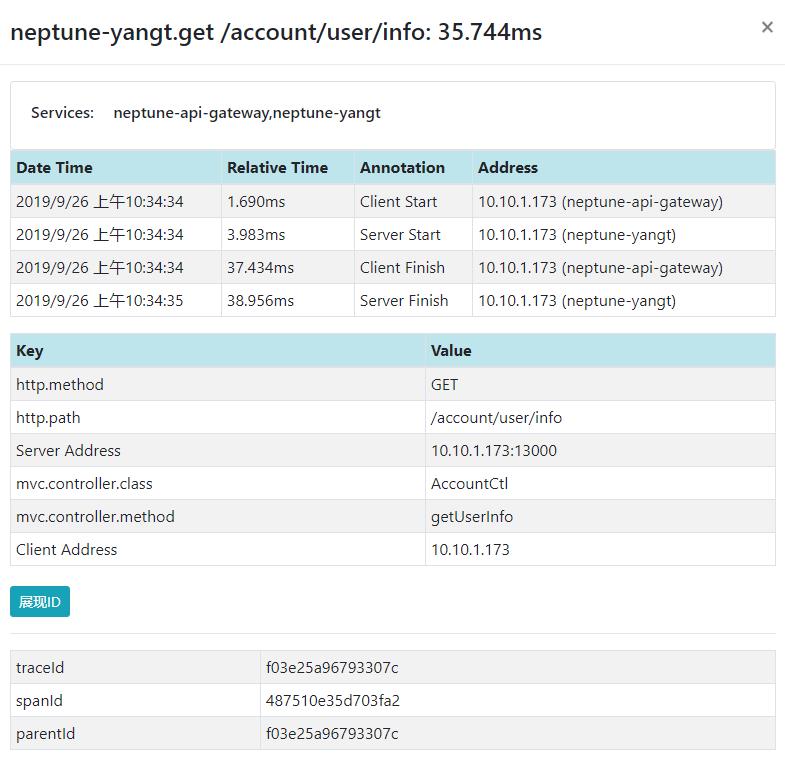 neptune-yangt.get /account/user/info: 35.744ms ×
Services: neptune-api-gateway,neptune-yangt
Date Time Relative Time Annotation Address
2019/9/26 上午10:34:34 1.690ms Client Start 10.10.1.173 (neptune-api-gateway)
2019/9/26 上午10:34:34 3.983ms Server Start 10.10.1.173 (neptune-yangt)
2019/9/26 上午10:34:34 37.434ms Client Finish 10.10.1.173 (neptune-api-gateway)
2019/9/26 上午10:34:35 38.956ms Server Finish 10.10.1.173 (neptune-yangt)
Key Value
http.method GET
http.path /account/user/info
Server Address 10.10.1.173:13000
mvc.controller.class AccountCtl
mvc.controller.method getUserInfo
Client Address 10.10.1.173
展现ID
traceId f03e25a96793307c
spanId 487510e35d703fa2
parentId f03e25a96793307c